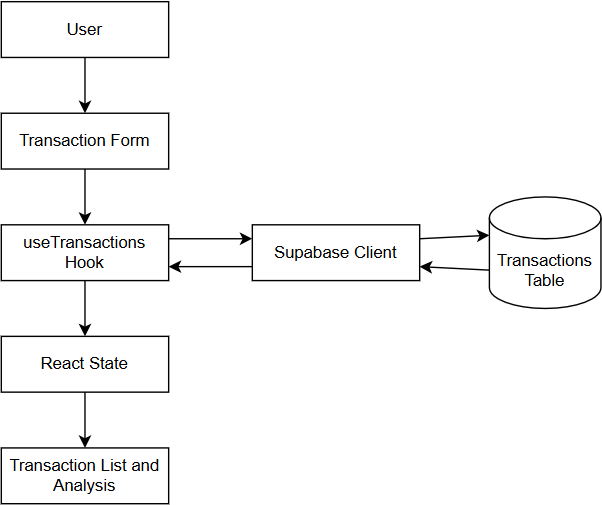 User
Transaction Form
useTransactions
Hook
Supabase Client
Transactions
Table
React State
Transaction List and
Analysis